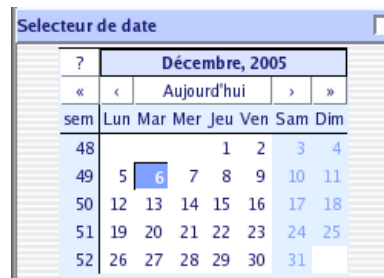 Selecteur de date
? Décembre, 2005
« ‹ Aujourd'hui › »
sem Lun Mar Mer Jeu Ven Sam Dim
48 1 2 3 4
49 5 6 7 8 9 10 11
50 12 13 14 15 16 17 18
51 19 20 21 22 23 24 25
52 26 27 28 29 30 31